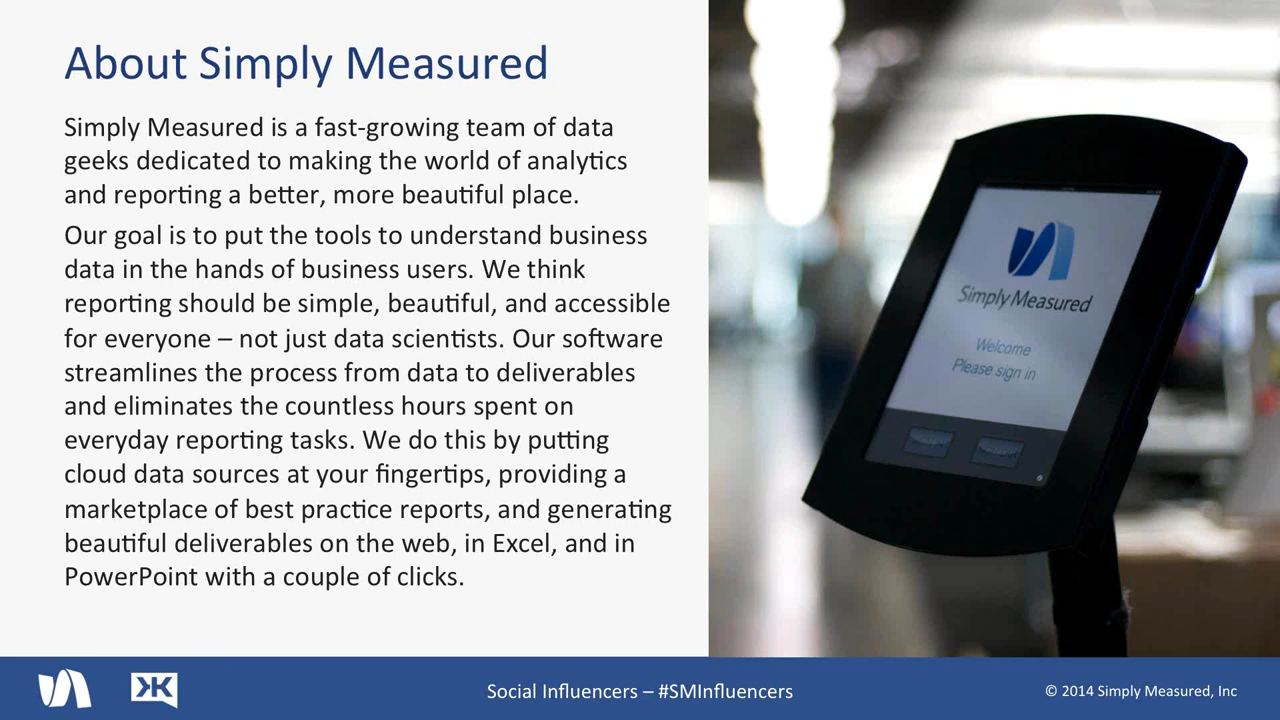 About Simply Measured
Simply Measured is a fast-growing team of data
geeks dedicated to making the world of analytics
and reporting a better, more beautiful place.
Our goal is to put the tools to understand business
data in the hands of business users. We think
reporting should be simple, beautiful, and accessible
for everyone – not just data scientists. Our software
streamlines the process from data to deliverables
and eliminates the countless hours spent on
everyday reporting tasks. We do this by putting
cloud data sources at your fingertips, providing a
marketplace of best practice reports, and generating
beautiful deliverables on the web, in Excel, and in
PowerPoint with a couple of clicks.
Simply Measured
Welcome
Please sign in
Social Influencers – #SMInfluencers
© 2014 Simply Measured, Inc